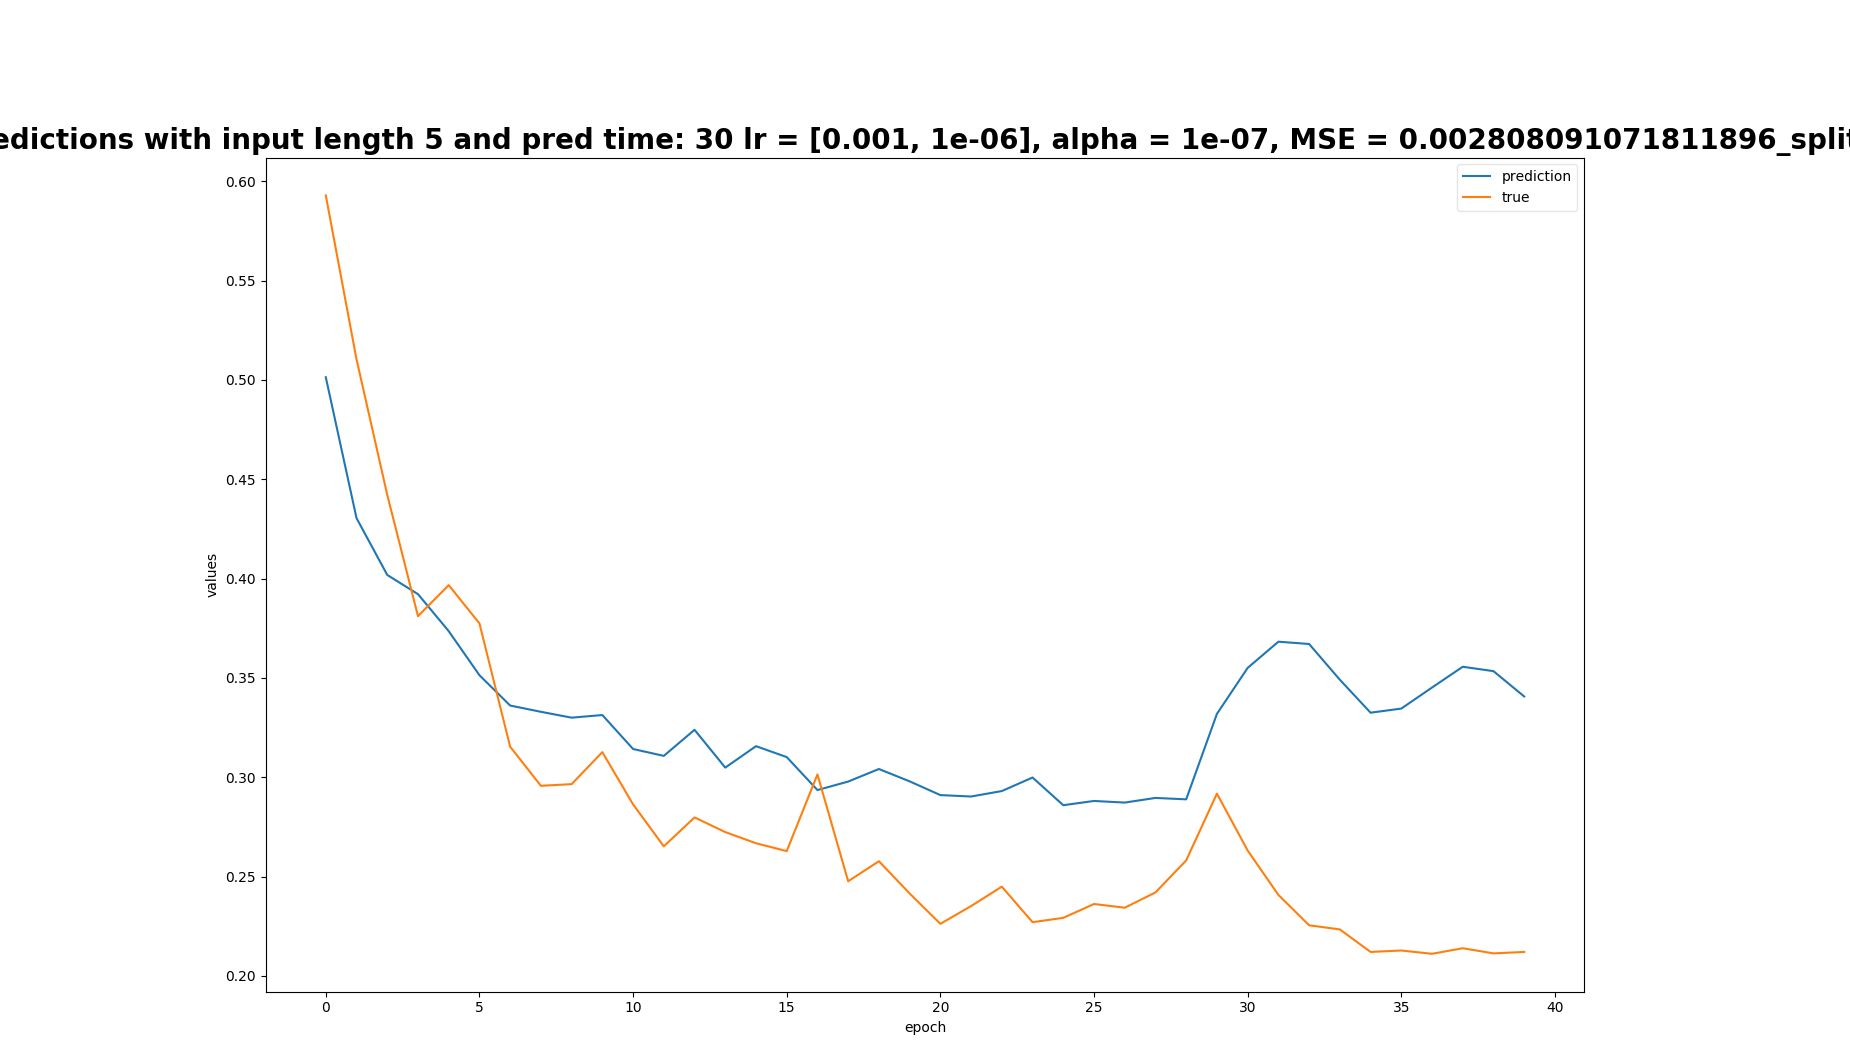 edictions with input length 5 and pred time: 30 lr = [0.001, 1e-06], alpha = 1e-07, MSE = 0.002808091071811896_split
prediction
true
0.60
0.55
0.50
0.45
0.40
0.35
0.30
0.25
0.20
values
0 5 10 15 20 25 30 35 40
epoch